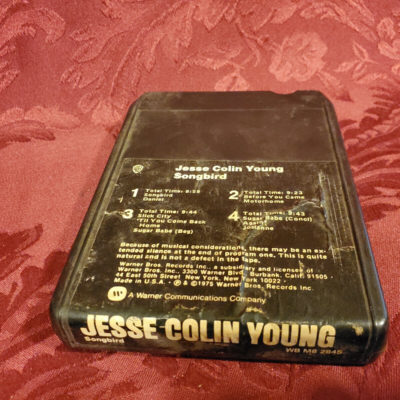 Jesse Colin Young
Songbird
1 Total Time: 8:59
Songbird
Daniel
2 Total Time: 9:23
Before You Came
Motorhome
3 Total Time: 9:44
Slick City
'Til You Come Back
Home
Sugar Babe (Beg)
4 Total Time: 9:43
Sugar Babe (Concl)
Again
Josianne
Because of musical considerations, there may be an ex-
tended silence at the end of program one. This is quite
natural and is not a defect in the tape.
Warner Bros. Records Inc., a subsidiary and licensee of
Warner Bros. Inc., 3300 Warner Blvd., Burbank, Calif. 91505 •
44 East 50th Street, New York, New York 10022 •
Made in U.S.A. • ℗ & © 1975 Warner Bros. Records Inc.
A Warner Communications Company
JESSE COLIN YOUNG
Songbird
WB M8 2845